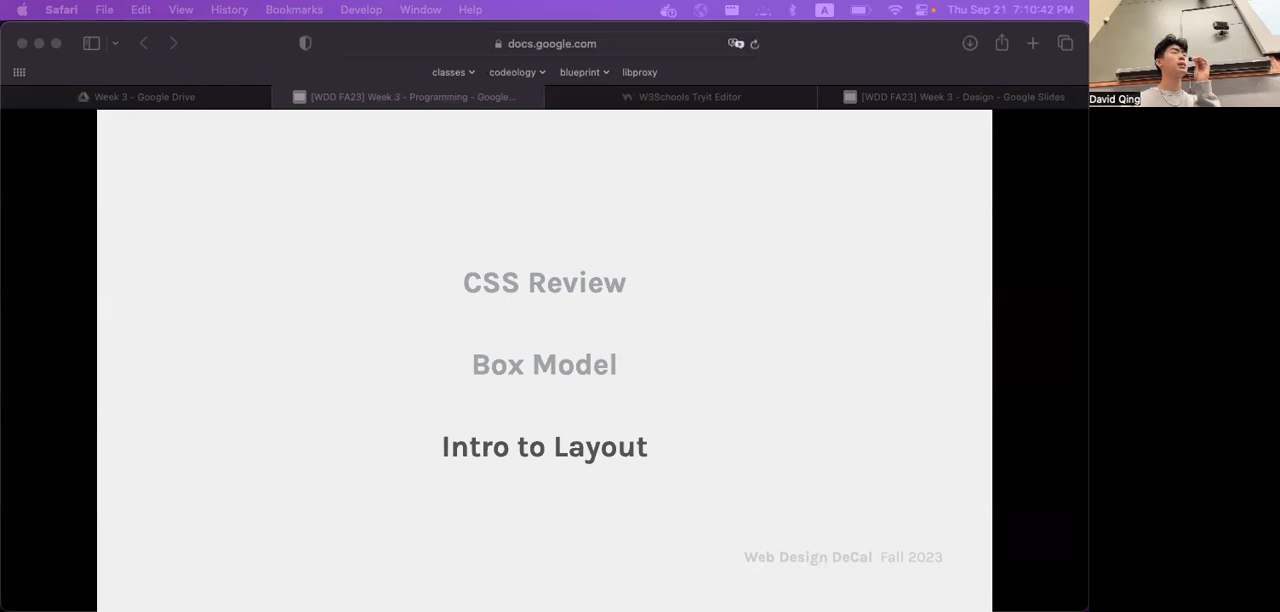 Safari File Edit View History Bookmarks Develop Window Help A Thu Sep 21 7:10:42 PM
docs.google.com
classes codeology blueprint libproxy
Week 3 - Google Drive [WDD FA23] Week 3 - Programming - Google... W3Schools Tryit Editor [WDD FA23] Week 3 - Design - Google Slides
David Qing
CSS Review
Box Model
Intro to Layout
Web Design DeCal Fall 2023